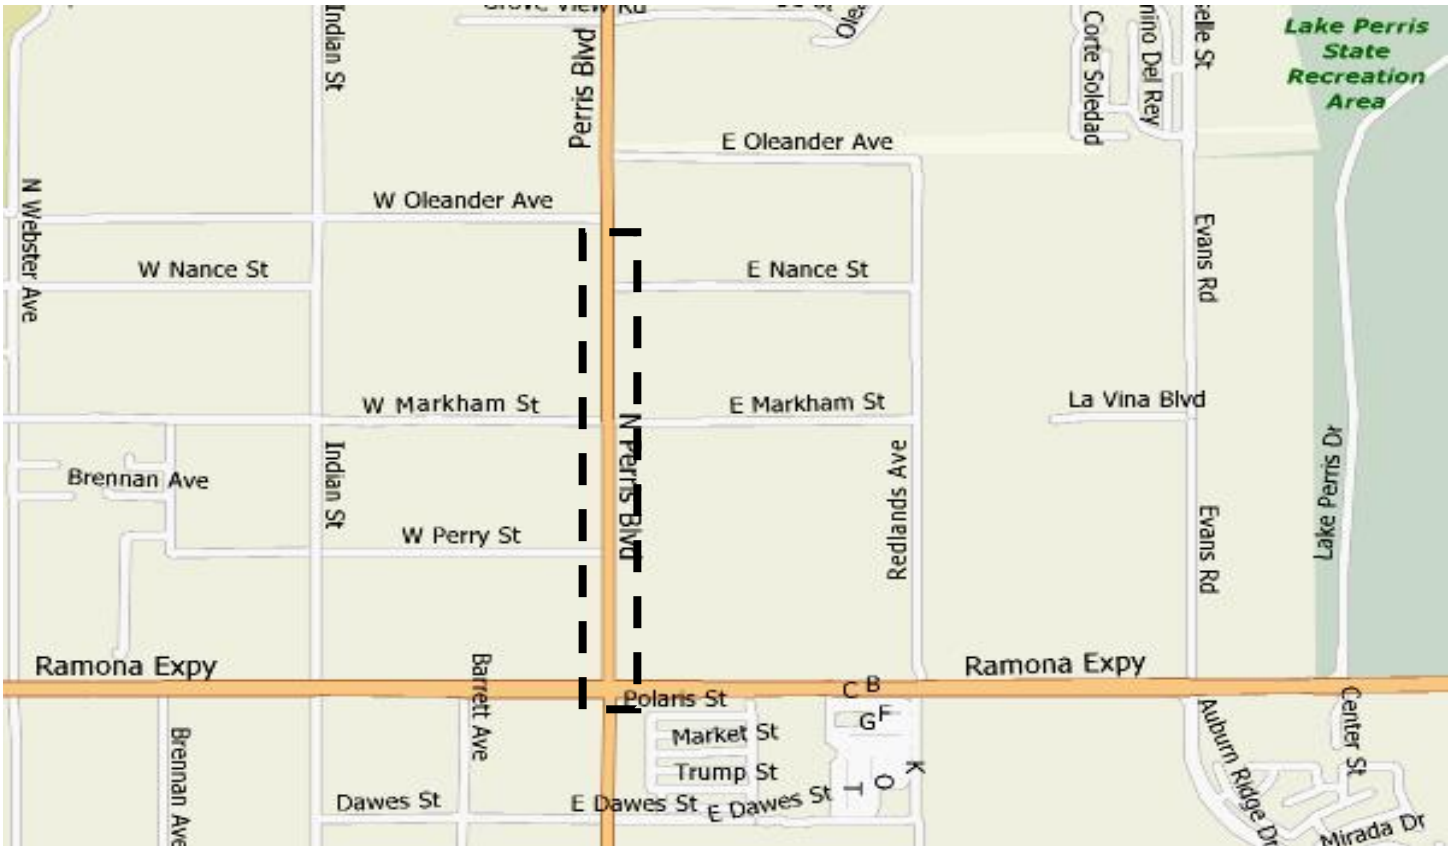 Grove View Rd
Indian St
Perris Blvd
Corte Soledad
Lake Perris
State
Recreation
Area
E Oleander Ave
W Oleander Ave
N Webster Ave
W Nance St
E Nance St
Evans Rd
W Markham St
E Markham St
La Vina Blvd
N Perris Blvd
Indian St
Brennan Ave
Redlands Ave
Lake Perris Dr
W Perry St
Evans Rd
Ramona Expy
Ramona Expy
Barrett Ave
Polaris St
C B
G F
Market St
Trump St
K
O
T
Brennan Ave
Dawes St
E Dawes St
E Dawes St
Auburn Ridge Dr
Center St
Mirada Dr